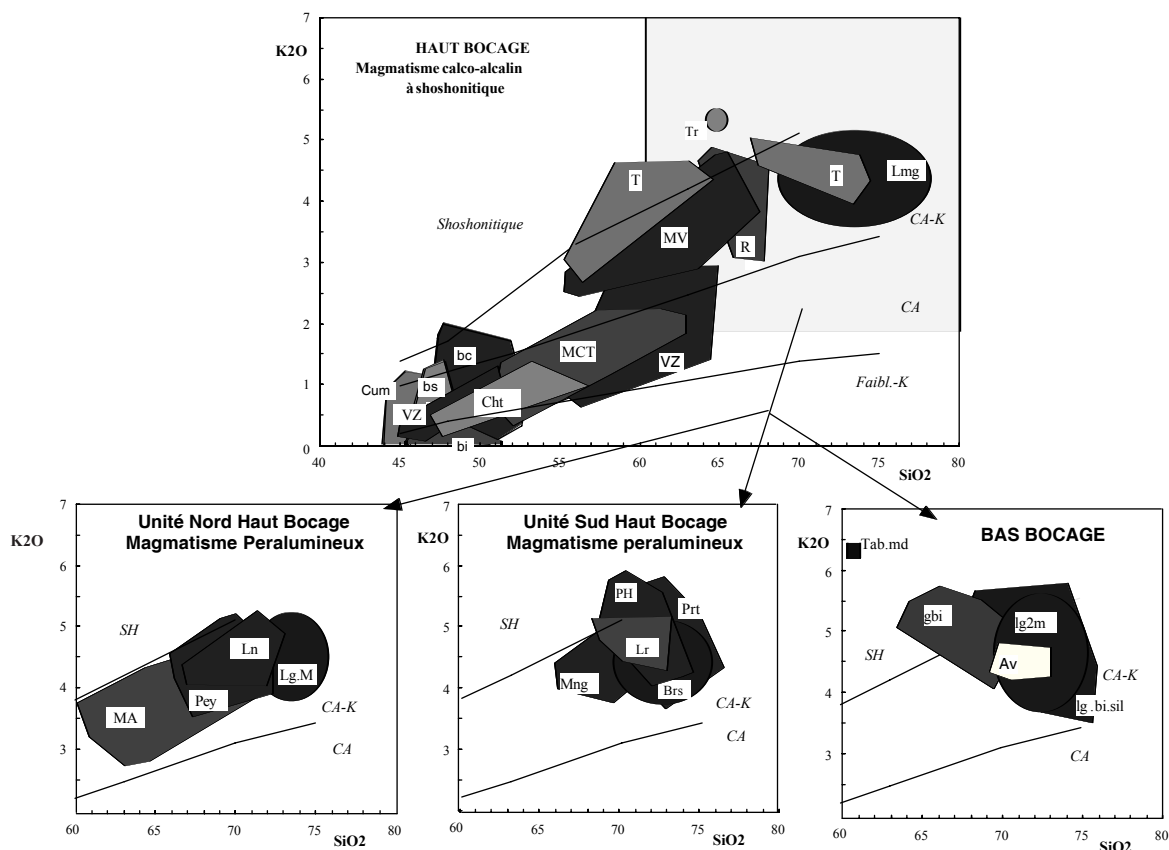 7
K2O
HAUT BOCAGE
Magmatisme calco-alcalin
à shoshonitique
6
5
Tr
T
T
Lmg
4
Shoshonitique
CA-K
MV
R
3
CA
2
bc
MCT
VZ
Cum
bs
1
Cht
Faibl.-K
VZ
bi
0
40 45 50 55 60 65 70 75 80
SiO2
7
K2O
Unité Nord Haut Bocage
Magmatisme Peralumineux
6
5
SH
Ln
Lg.M
4
Pey
MA
CA-K
3
CA
60 65 70 75 80
SiO2
7
K2O
Unité Sud Haut Bocage
Magmatisme peralumineux
6
PH
Prt
5
SH
Lr
4
Mng
Brs
CA-K
3
CA
60 65 70 75 80
SiO2
7
K2O
BAS BOCAGE
Tab.md
6
gbi
lg2m
5
SH
Av
CA-K
4
lg .bi.sil
3
CA
60 65 70 75 80
SiO2